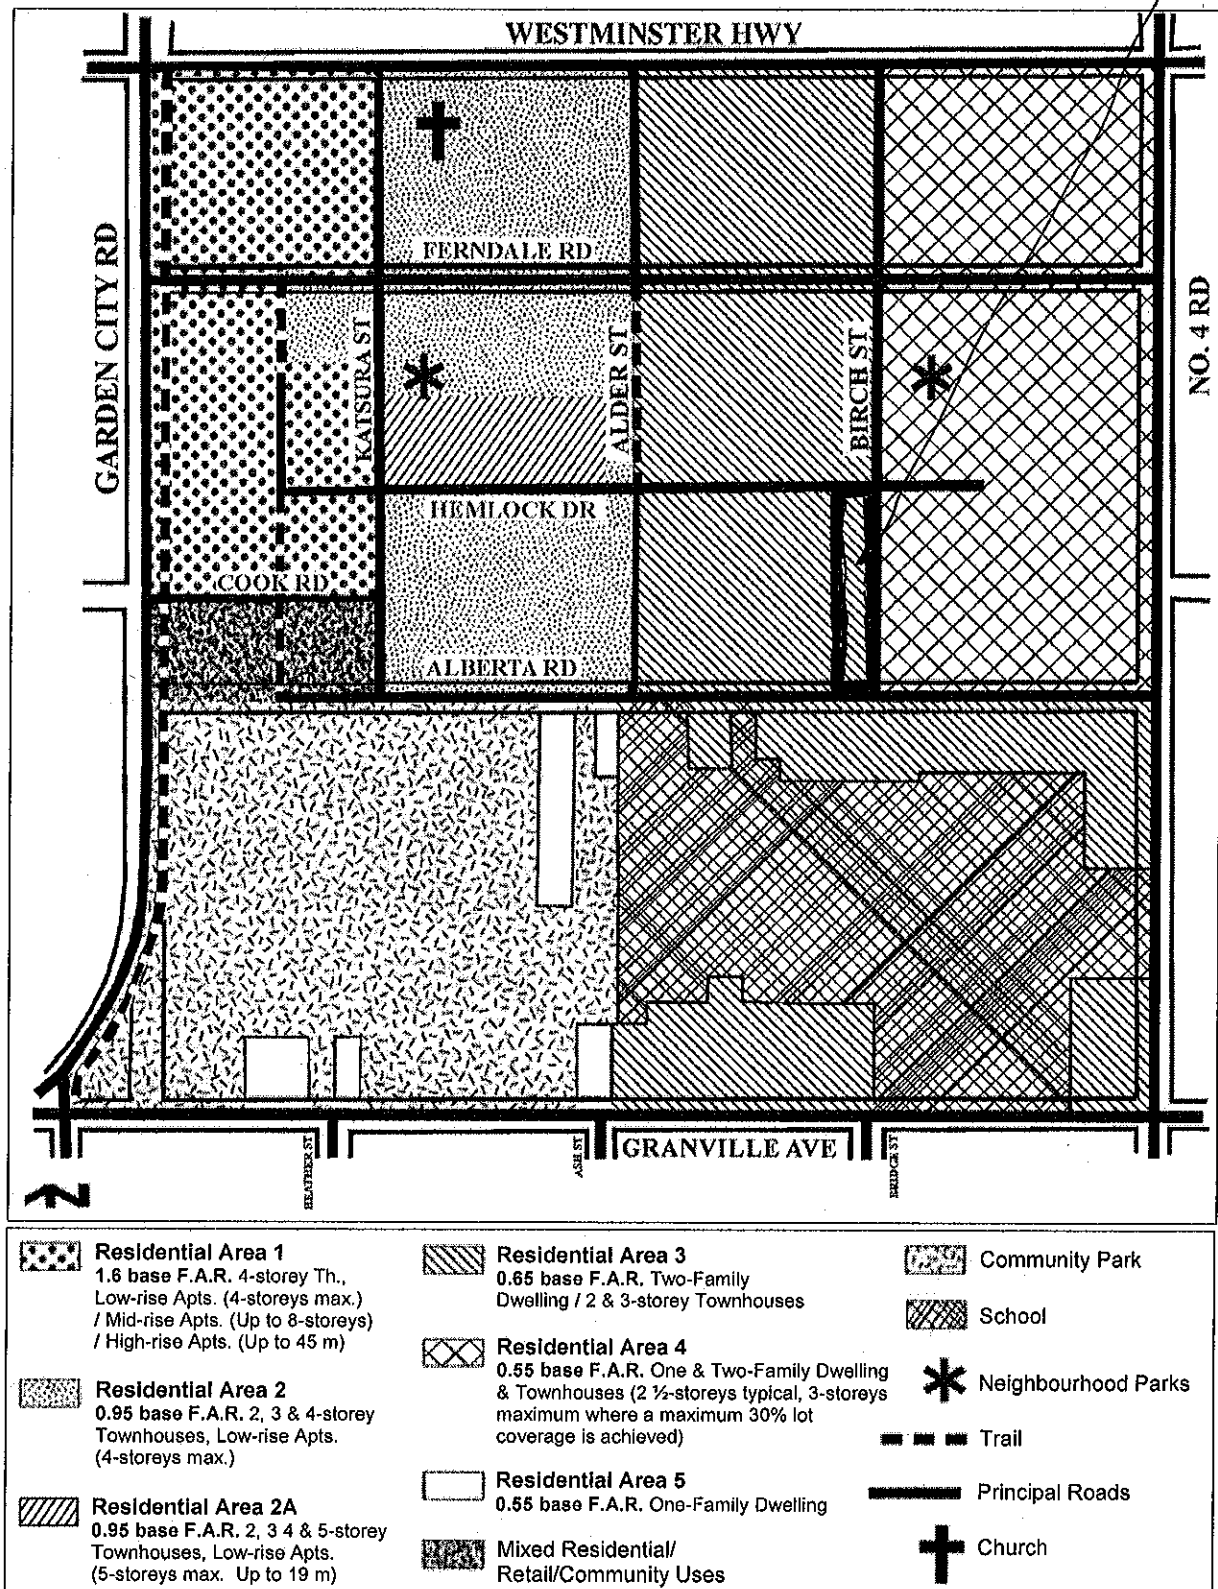 WESTMINSTER HWY
FERNDALE RD
GARDEN CITY RD
KATSURA ST
ALDER ST
BIRCH ST
NO. 4 RD
HEMLOCK DR
COOK RD
ALBERTA RD
HEATHER ST
ASH ST
GRANVILLE AVE
BRIDGE ST
Residential Area 1
1.6 base F.A.R. 4-storey Th.,
Low-rise Apts. (4-storeys max.)
/ Mid-rise Apts. (Up to 8-storeys)
/ High-rise Apts. (Up to 45 m)
Residential Area 2
0.95 base F.A.R. 2, 3 & 4-storey
Townhouses, Low-rise Apts.
(4-storeys max.)
Residential Area 2A
0.95 base F.A.R. 2, 3 4 & 5-storey
Townhouses, Low-rise Apts.
(5-storeys max. Up to 19 m)
Residential Area 3
0.65 base F.A.R. Two-Family
Dwelling / 2 & 3-storey Townhouses
Residential Area 4
0.55 base F.A.R. One & Two-Family Dwelling
& Townhouses (2 ½-storeys typical, 3-storeys
maximum where a maximum 30% lot
coverage is achieved)
Residential Area 5
0.55 base F.A.R. One-Family Dwelling
Mixed Residential/
Retail/Community Uses
Community Park
School
Neighbourhood Parks
Trail
Principal Roads
Church